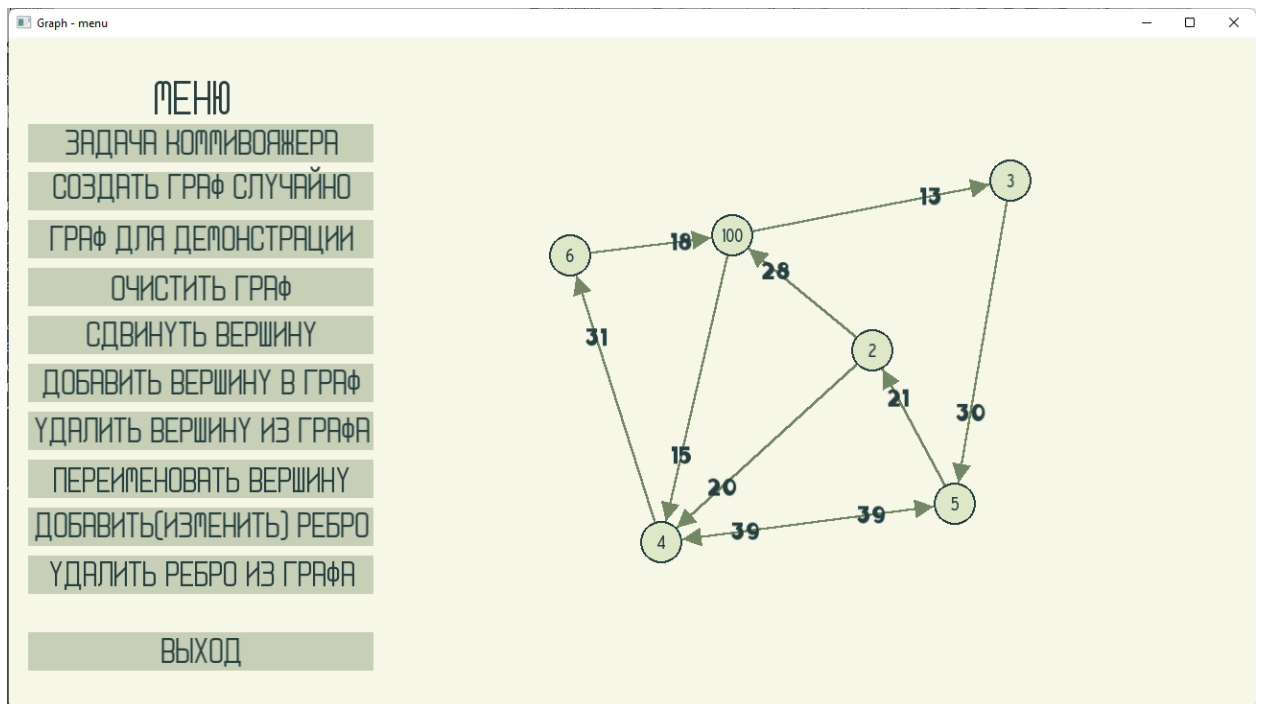 Graph - menu
МЕНЮ
ЗАДАЧА КОММИВОЯЖЕРА
СОЗДАТЬ ГРАФ СЛУЧАЙНО
ГРАФ ДЛЯ ДЕМОНСТРАЦИИ
ОЧИСТИТЬ ГРАФ
СДВИНУТЬ ВЕРШИНУ
ДОБАВИТЬ ВЕРШИНУ В ГРАФ
УДАЛИТЬ ВЕРШИНУ ИЗ ГРАФА
ПЕРЕИМЕНОВАТЬ ВЕРШИНУ
ДОБАВИТЬ(ИЗМЕНИТЬ) РЕБРО
УДАЛИТЬ РЕБРО ИЗ ГРАФА
ВЫХОД
3
13
100
18
6
28
31
2
21
30
15
20
5
39
39
4